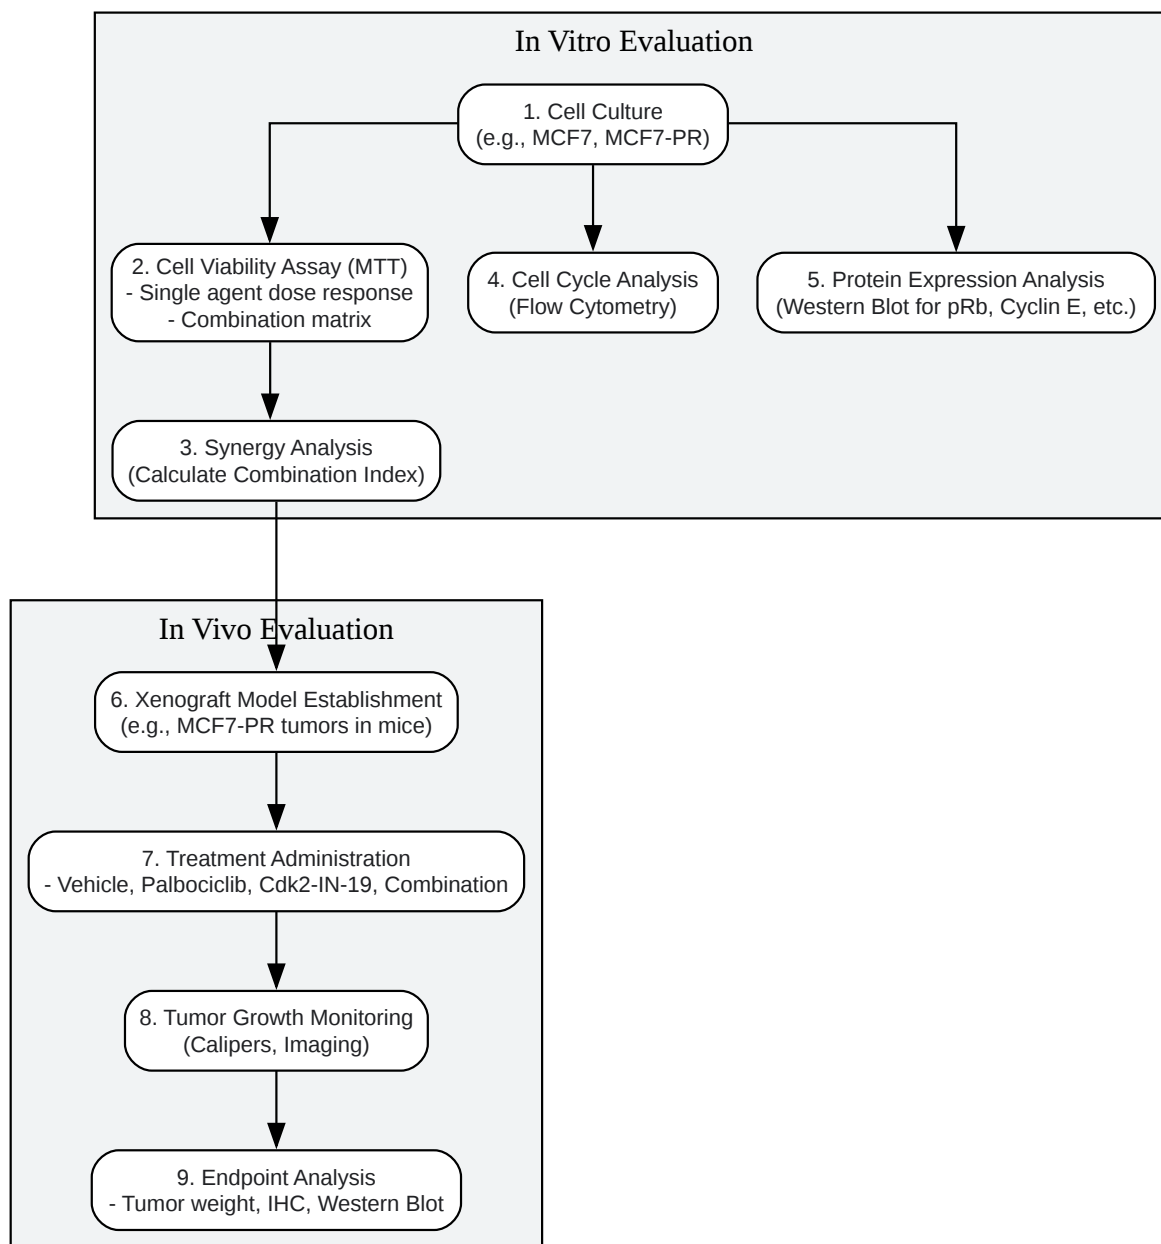 In Vitro Evaluation
1. Cell Culture
(e.g., MCF7, MCF7-PR)
2. Cell Viability Assay (MTT)
- Single agent dose response
- Combination matrix
4. Cell Cycle Analysis
(Flow Cytometry)
5. Protein Expression Analysis
(Western Blot for pRb, Cyclin E, etc.)
3. Synergy Analysis
(Calculate Combination Index)
In Vivo Evaluation
6. Xenograft Model Establishment
(e.g., MCF7-PR tumors in mice)
7. Treatment Administration
- Vehicle, Palbociclib, Cdk2-IN-19, Combination
8. Tumor Growth Monitoring
(Calipers, Imaging)
9. Endpoint Analysis
- Tumor weight, IHC, Western Blot